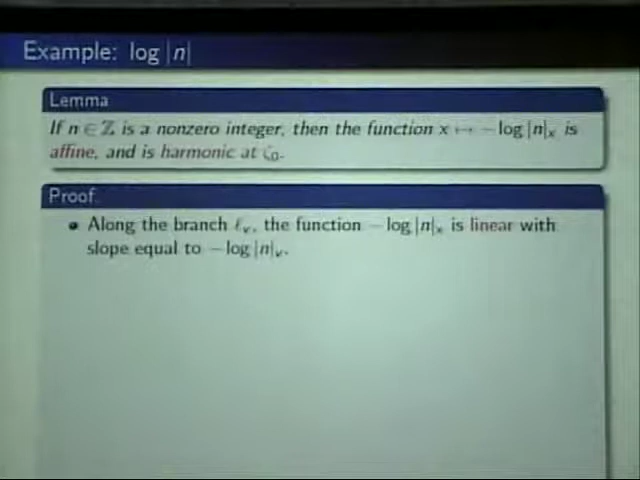 Example: log |n|
Lemma
If n ∈ ℤ is a nonzero integer, then the function x ↦ − log |n|ₓ is
affine, and is harmonic at ζ₀.
Proof.
• Along the branch ℓᵥ, the function − log |n|ₓ is linear with
slope equal to − log |n|ᵥ.